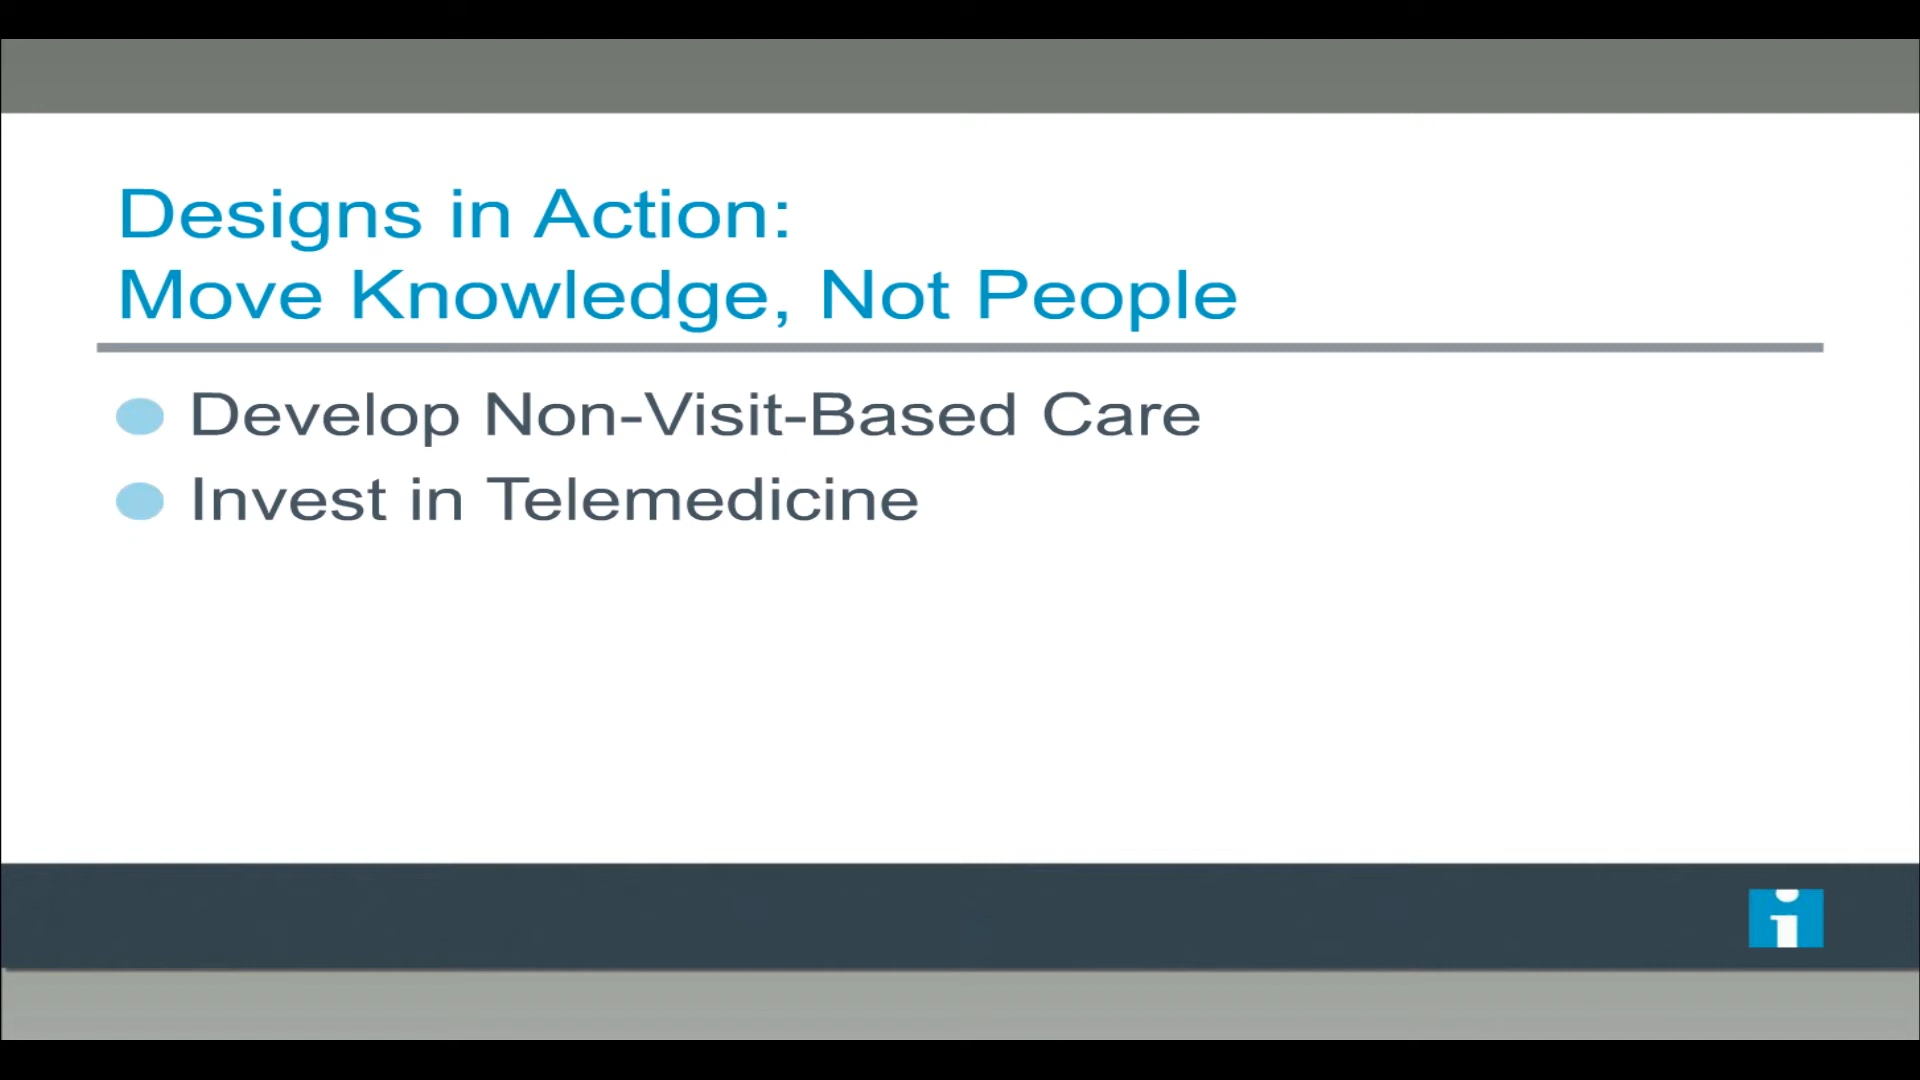 Designs in Action:
Move Knowledge, Not People
Develop Non-Visit-Based Care
Invest in Telemedicine
i